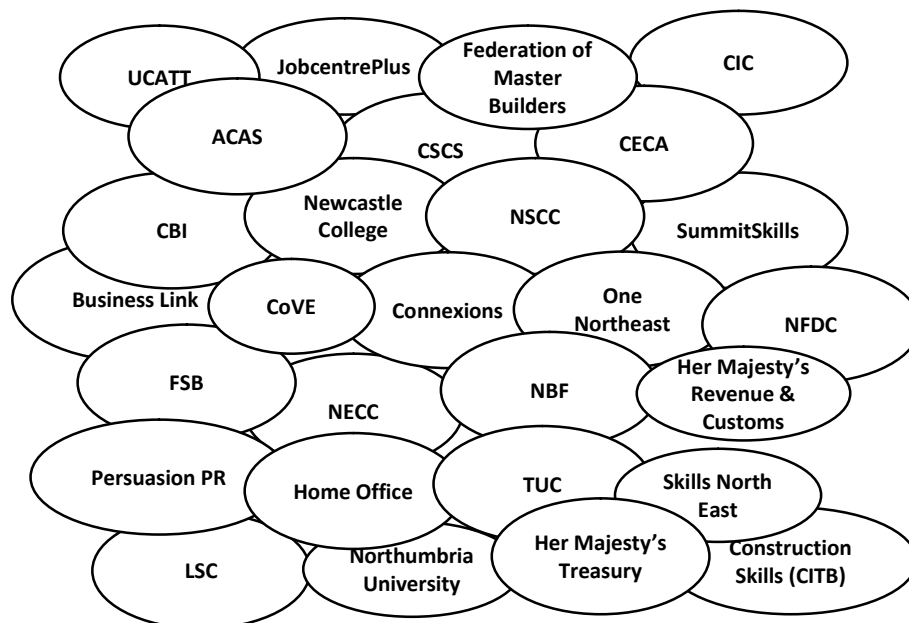 UCATT
JobcentrePlus
Federation of
Master
Builders
CIC
ACAS
CSCS
CECA
CBI
Newcastle
College
NSCC
SummitSkills
Business Link
CoVE
Connexions
One
Northeast
NFDC
FSB
NECC
NBF
Her Majesty’s
Revenue &
Customs
Persuasion PR
Home Office
TUC
Skills North
East
LSC
Northumbria
University
Her Majesty’s
Treasury
Construction
Skills (CITB)